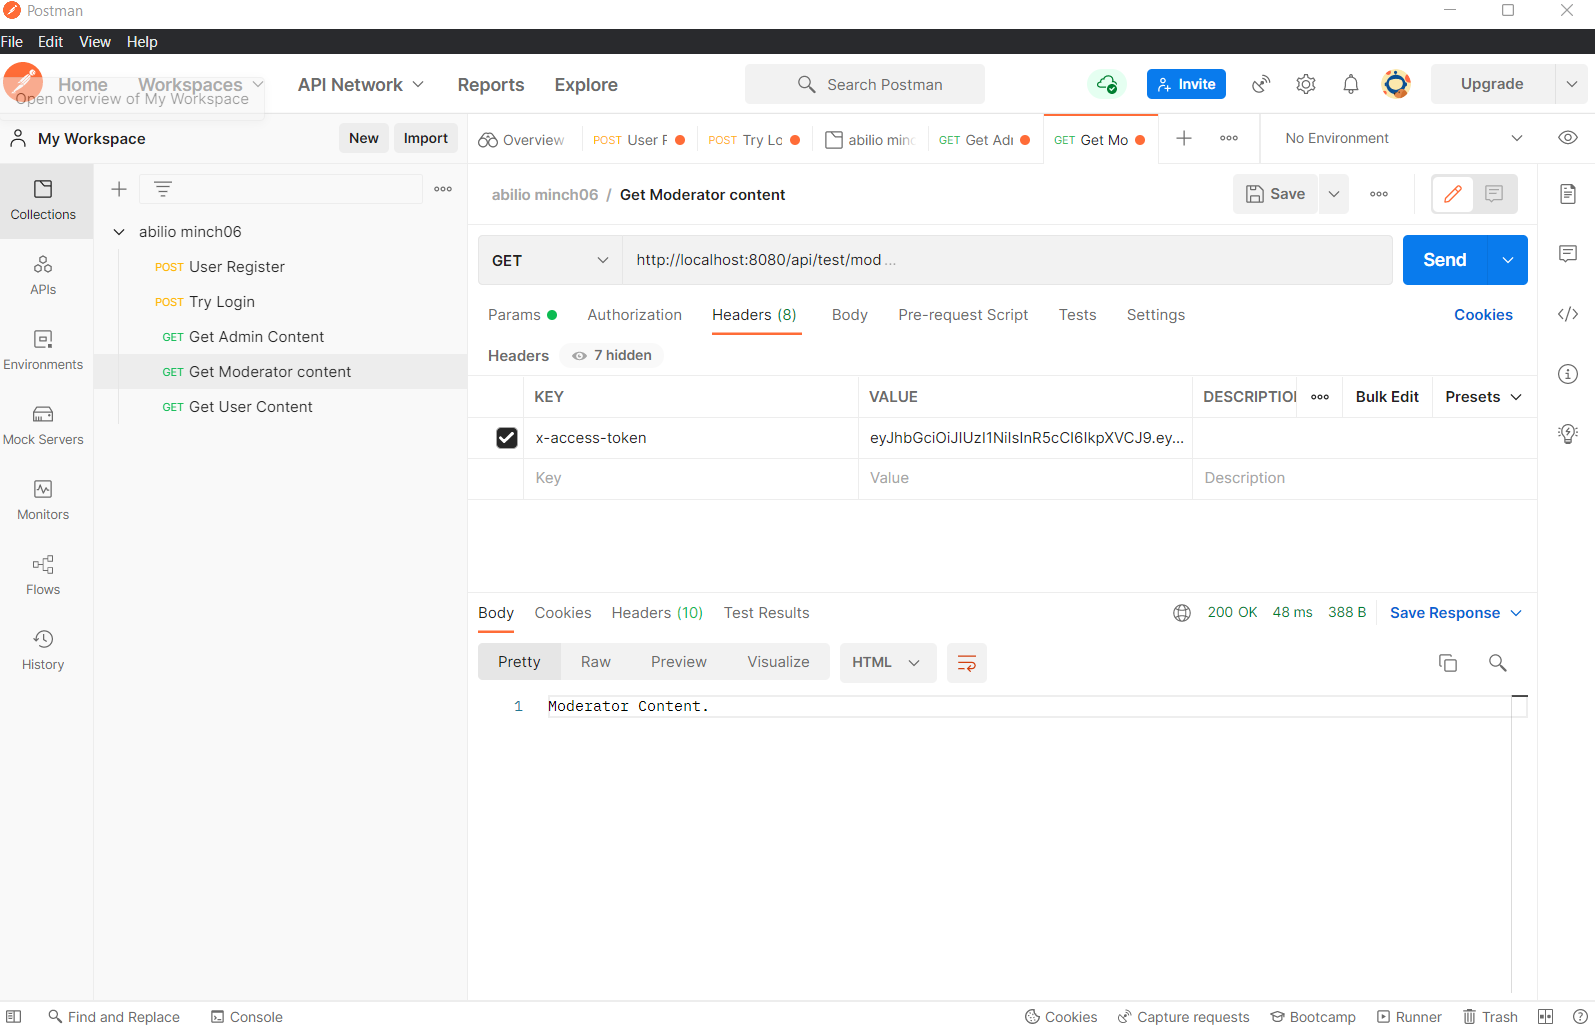 Postman
File Edit View Help
Home Workspaces API Network Reports Explore Search Postman Invite Upgrade
Open overview of My Workspace
My Workspace New Import Overview POST User F POST Try Lo abilio minc GET Get Adr GET Get Mo No Environment
Collections
APIs
Environments
Mock Servers
Monitors
Flows
History
abilio minch06
POST User Register
POST Try Login
GET Get Admin Content
GET Get Moderator content
GET Get User Content
abilio minch06 / Get Moderator content Save
GET http://localhost:8080/api/test/mod ... Send
Params Authorization Headers (8) Body Pre-request Script Tests Settings Cookies
Headers 7 hidden
KEY VALUE DESCRIPTION Bulk Edit Presets
x-access-token eyJhbGciOiJIUzI1NiIsInR5cCI6IkpXVCJ9.ey...
Key Value Description
Body Cookies Headers (10) Test Results 200 OK 48 ms 388 B Save Response
Pretty Raw Preview Visualize HTML
1 Moderator Content.
Find and Replace Console Cookies Capture requests Bootcamp Runner Trash